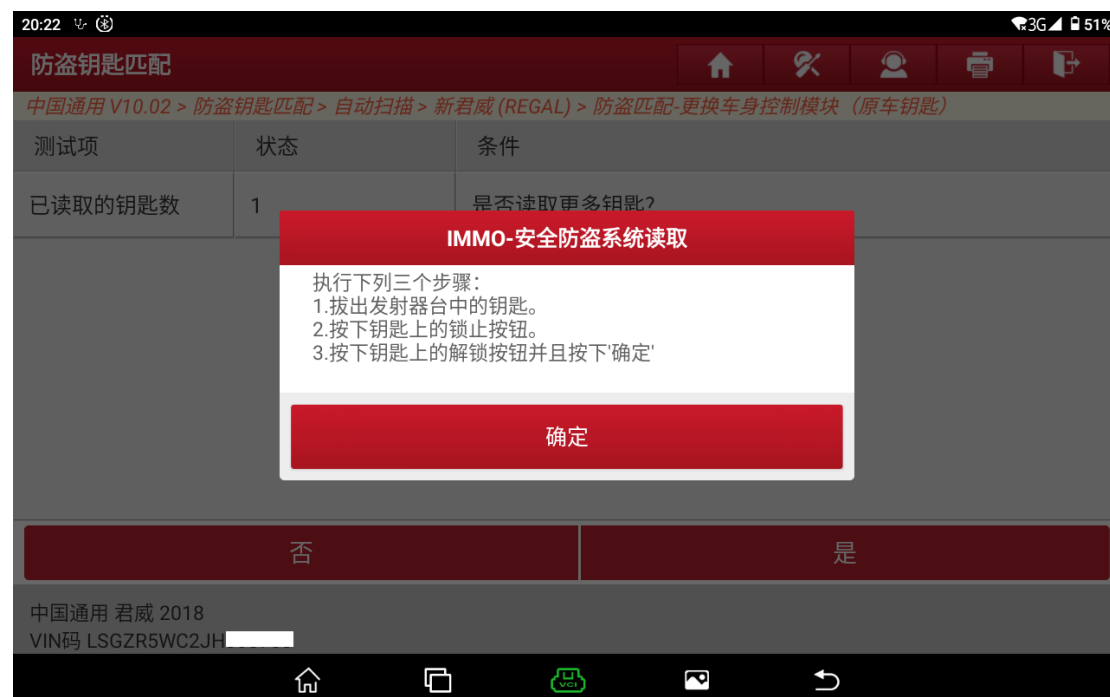 20:22 3G 51%
防盗钥匙匹配
中国通用 V10.02 > 防盗钥匙匹配 > 自动扫描 > 新君威 (REGAL) > 防盗匹配-更换车身控制模块（原车钥匙）
测试项 状态 条件
已读取的钥匙数 1 是否读取更多钥匙?
IMMO-安全防盗系统读取
执行下列三个步骤：
1.拔出发射器台中的钥匙。
2.按下钥匙上的锁止按钮。
3.按下钥匙上的解锁按钮并且按下'确定'
确定
否 是
中国通用 君威 2018
VIN码 LSGZR5WC2JH
VCI